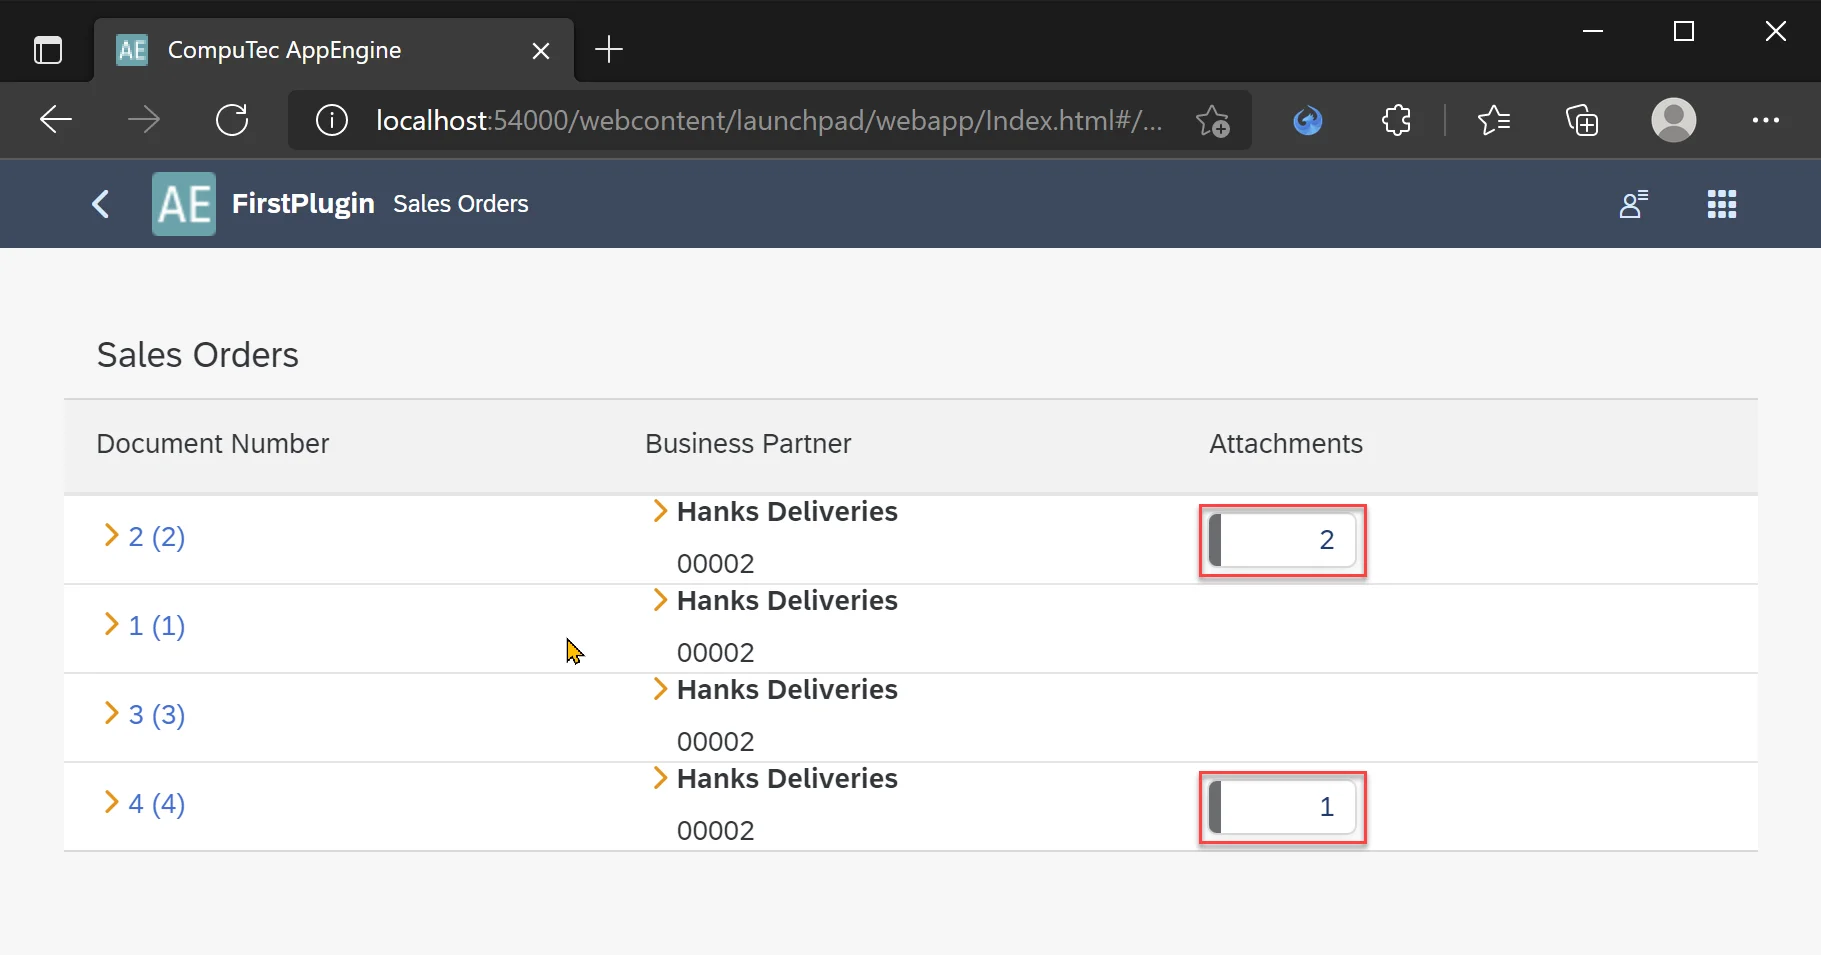 AE CompuTec AppEngine
localhost:54000/webcontent/launchpad/webapp/Index.html#/...
AE FirstPlugin Sales Orders
Sales Orders
Document Number Business Partner Attachments
2 (2) Hanks Deliveries 2
00002
1 (1) Hanks Deliveries
00002
3 (3) Hanks Deliveries
00002
4 (4) Hanks Deliveries 1
00002